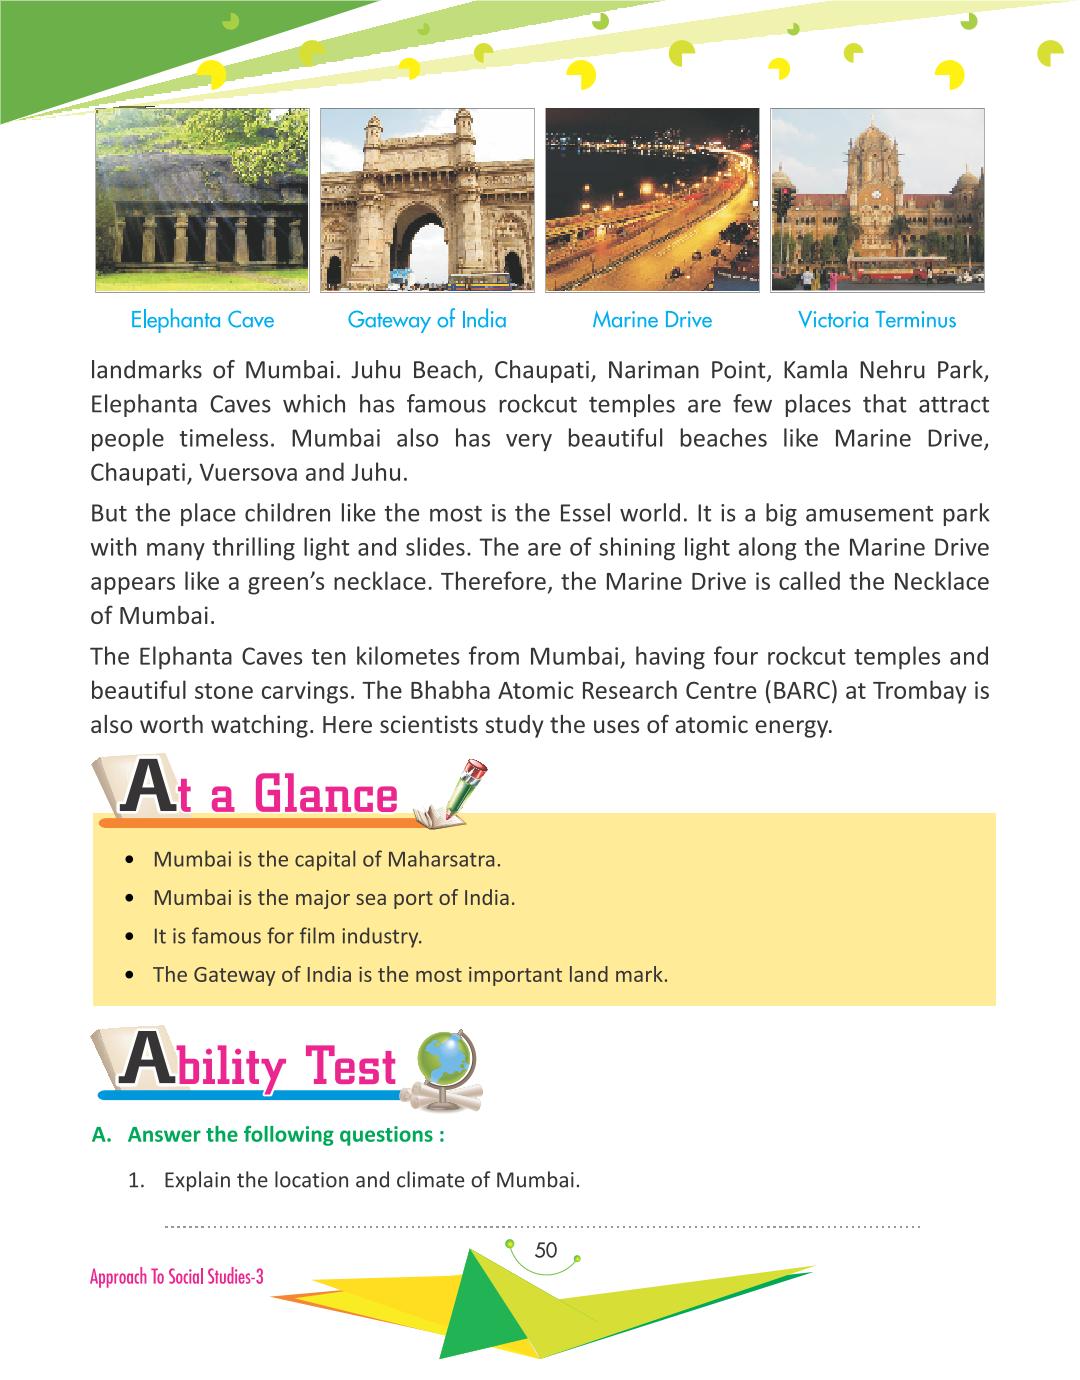 Elephanta Cave Gateway of India Marine Drive Victoria Terminus
landmarks of Mumbai. Juhu Beach, Chaupati, Nariman Point, Kamla Nehru Park,
Elephanta Caves which has famous rockcut temples are few places that attract
people timeless. Mumbai also has very beautiful beaches like Marine Drive,
Chaupati, Vuersova and Juhu.
But the place children like the most is the Essel world. It is a big amusement park
with many thrilling light and slides. The are of shining light along the Marine Drive
appears like a green’s necklace. Therefore, the Marine Drive is called the Necklace
of Mumbai.
The Elphanta Caves ten kilometes from Mumbai, having four rockcut temples and
beautiful stone carvings. The Bhabha Atomic Research Centre (BARC) at Trombay is
also worth watching. Here scientists study the uses of atomic energy.
At a Glance
• Mumbai is the capital of Maharsatra.
• Mumbai is the major sea port of India.
• It is famous for film industry.
• The Gateway of India is the most important land mark.
Ability Test
A. Answer the following questions :
1. Explain the location and climate of Mumbai.
50
Approach To Social Studies-3